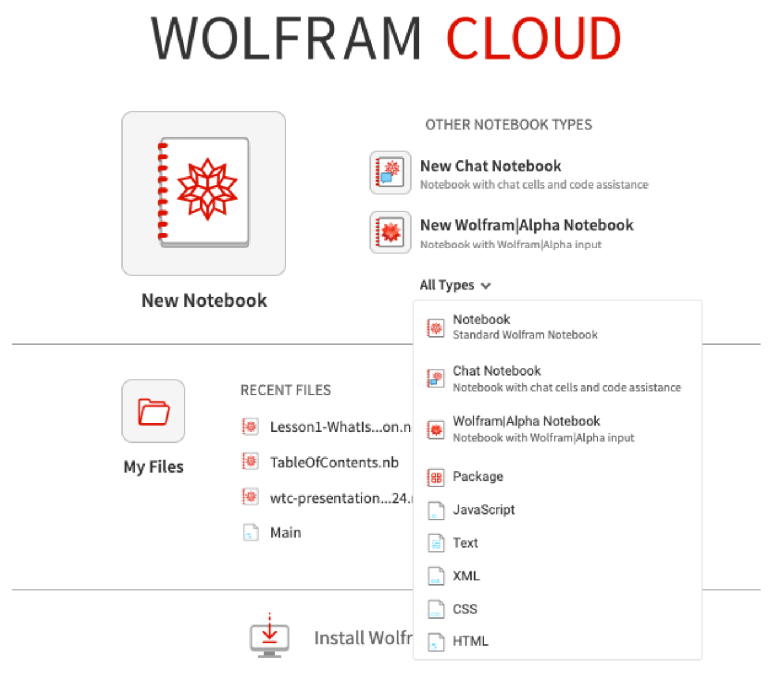 WOLFRAM CLOUD
New Notebook
OTHER NOTEBOOK TYPES
New Chat Notebook
Notebook with chat cells and code assistance
New Wolfram|Alpha Notebook
Notebook with Wolfram|Alpha input
All Types
Notebook
Standard Wolfram Notebook
Chat Notebook
Notebook with chat cells and code assistance
Wolfram|Alpha Notebook
Notebook with Wolfram|Alpha input
Package
JavaScript
Text
XML
CSS
HTML
My Files
RECENT FILES
Lesson1-WhatIs...on.n
TableOfContents.nb
wtc-presentation...24.
Main
Install Wolfr